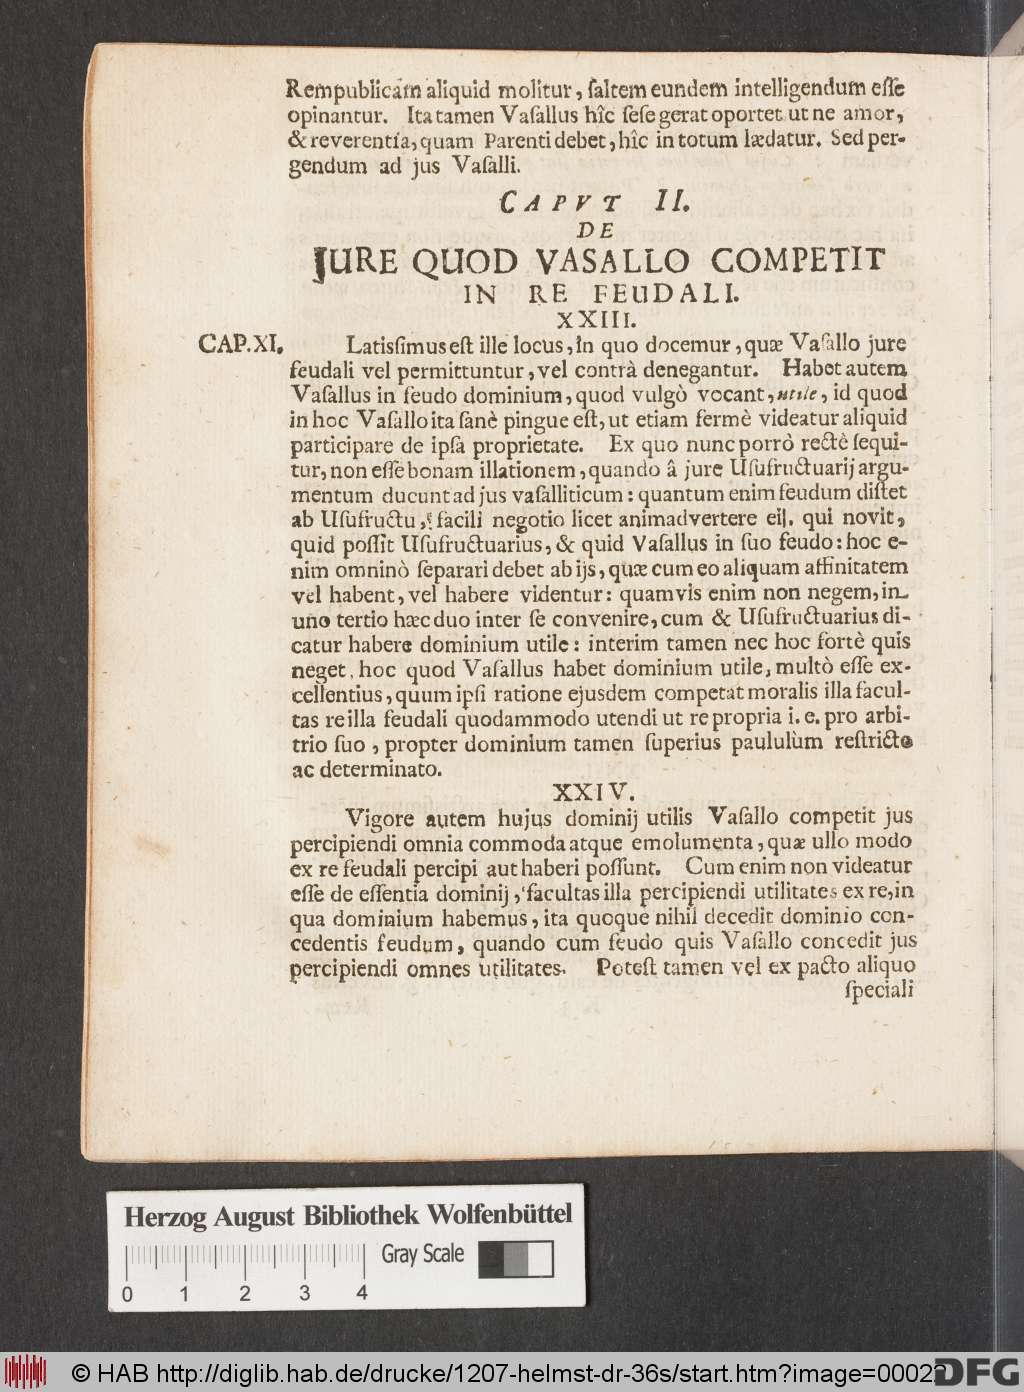 Rempublicam aliquid molitur, ſaltem eundem intelligendum eſſe
opinantur. Ita tamen Vaſallus hîc ſeſe gerat oportet ut ne amor,
& reverentia, quam Parenti debet, hîc in totum lædatur. Sed per-
gendum ad jus Vaſalli.
CAPVT II.
DE
JURE QUOD VASALLO COMPETIT
IN RE FEUDALI.
XXIII.
CAP. XI. Latiſſimus eſt ille locus, in quo docemur, quæ Vaſallo jure
feudali vel permittuntur, vel contrà denegantur. Habet autem
Vaſallus in feudo dominium, quod vulgò vocant, utile, id quod
in hoc Vaſallo ita ſanè pingue eſt, ut etiam fermè videatur aliquid
participare de ipſa proprietate. Ex quo nunc porrò rectè ſequi-
tur, non eſſe bonam illationem, quando â jure Uſufructuarij argu-
mentum ducunt ad jus vaſalliticum: quantum enim feudum diſtet
ab Uſufructu, facili negotio licet animadvertere ei, qui novit,
quid poſſit Uſufructuarius, & quid Vaſallus in ſuo feudo: hoc e-
nim omninò ſeparari debet ab ijs, quæ cum eo aliquam affinitatem
vel habent, vel habere videntur: quamvis enim non negem, in
uno tertio hæc duo inter ſe convenire, cum & Uſufructuarius di-
catur habere dominium utile: interim tamen nec hoc fortè quis
neget, hoc quod Vaſallus habet dominium utile, multò eſſe ex-
cellentius, quum ipſi ratione ejusdem competat moralis illa facul-
tas re illa feudali quodammodo utendi ut re propria i. e. pro arbi-
trio ſuo, propter dominium tamen ſuperius paululùm reſtricto
ac determinato.
XXIV.
Vigore autem hujus dominij utilis Vaſallo competit jus
percipiendi omnia commoda atque emolumenta, quæ ullo modo
ex re feudali percipi aut haberi poſſunt. Cum enim non videatur
eſſe de eſſentia dominij, facultas illa percipiendi utilitates ex re, in
qua dominium habemus, ita quoque nihil decedit dominio con-
cedentis feudum, quando cum feudo quis Vaſallo concedit jus
percipiendi omnes utilitates. Poteſt tamen vel ex pacto aliquo
ſpeciali
Herzog August Bibliothek Wolfenbüttel
Gray Scale
0 1 2 3 4
© HAB http://diglib.hab.de/drucke/1207-helmst-dr-36s/start.htm?image=00022
DFG